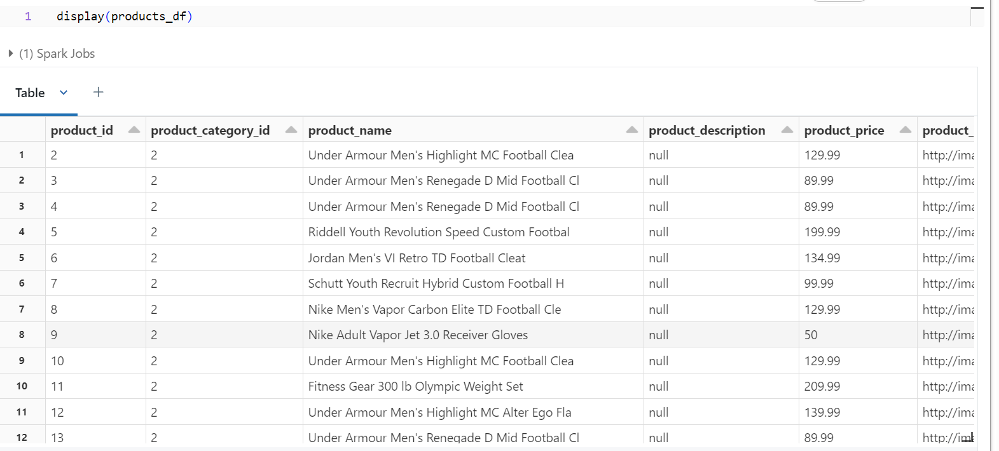 1 display(products_df)
(1) Spark Jobs
Table +
product_id product_category_id product_name product_description product_price product_
1 2 2 Under Armour Men's Highlight MC Football Clea null 129.99 http://ima
2 3 2 Under Armour Men's Renegade D Mid Football Cl null 89.99 http://ima
3 4 2 Under Armour Men's Renegade D Mid Football Cl null 89.99 http://ima
4 5 2 Riddell Youth Revolution Speed Custom Footbal null 199.99 http://ima
5 6 2 Jordan Men's VI Retro TD Football Cleat null 134.99 http://ima
6 7 2 Schutt Youth Recruit Hybrid Custom Football H null 99.99 http://ima
7 8 2 Nike Men's Vapor Carbon Elite TD Football Cle null 129.99 http://ima
8 9 2 Nike Adult Vapor Jet 3.0 Receiver Gloves null 50 http://ima
9 10 2 Under Armour Men's Highlight MC Football Clea null 129.99 http://ima
10 11 2 Fitness Gear 300 lb Olympic Weight Set null 209.99 http://ima
11 12 2 Under Armour Men's Highlight MC Alter Ego Fla null 139.99 http://ima
12 13 2 Under Armour Men's Renegade D Mid Football Cl null 89.99 http://ima